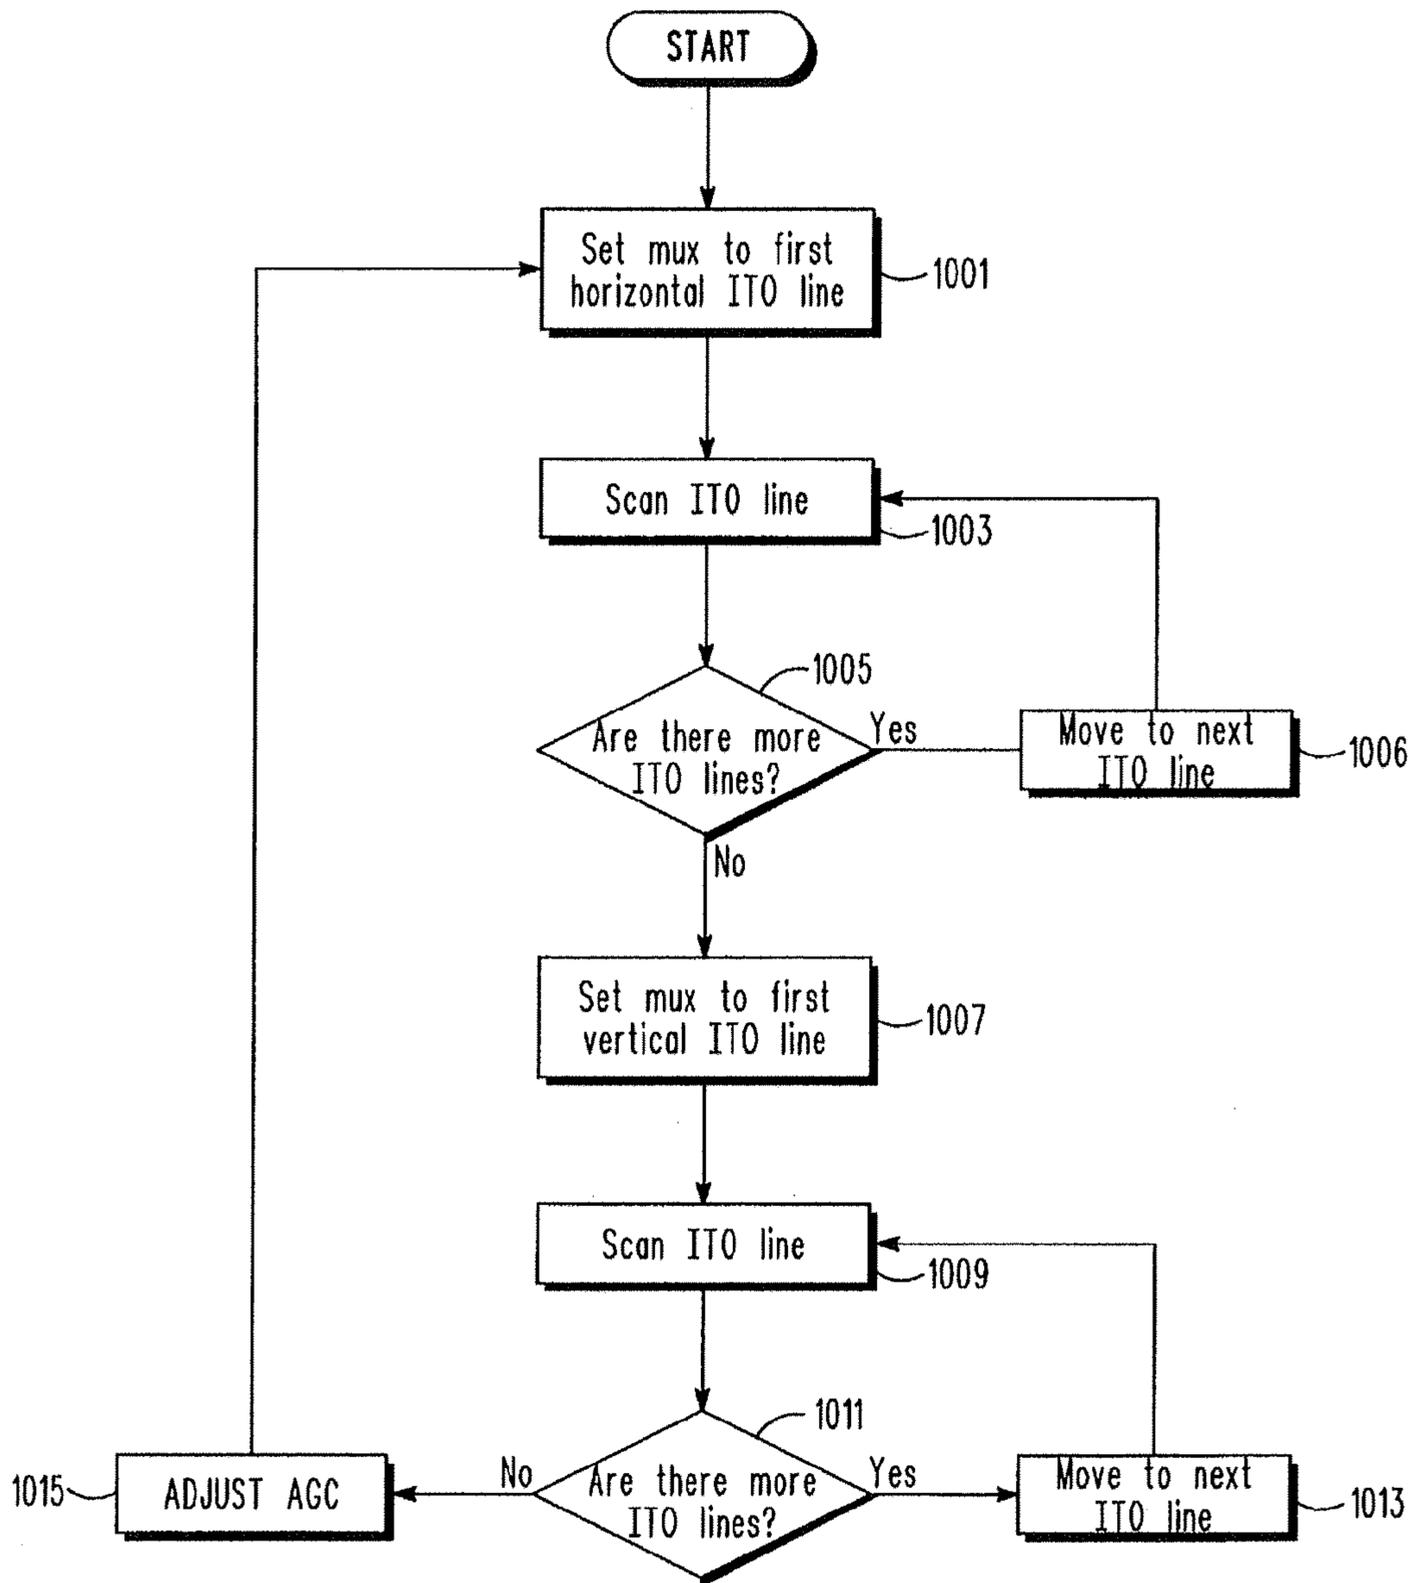 START
Set mux to first
horizontal ITO line
1001
Scan ITO line
1003
1005
Are there more
ITO lines?
Yes
Move to next
ITO line
1006
No
Set mux to first
vertical ITO line
1007
Scan ITO line
1009
1011
Are there more
ITO lines?
Yes
Move to next
ITO line
1013
No
ADJUST AGC
1015